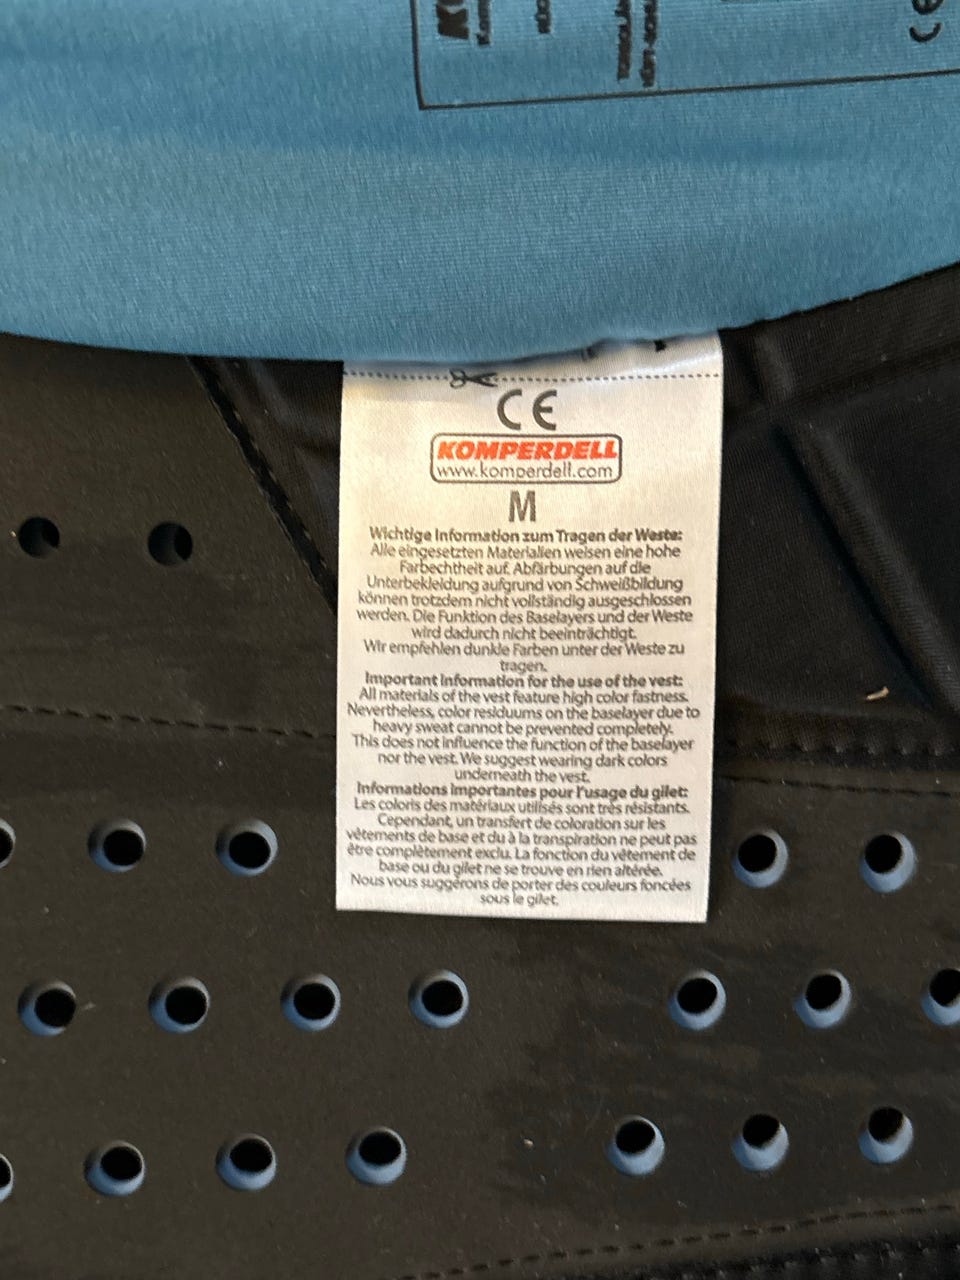 CE
KOMPERDELL
www.komperdell.com
M
Wichtige Information zum Tragen der Weste:
Alle eingesetzten Materialien weisen eine hohe
Farbechtheit auf. Abfärbungen auf die
Unterbekleidung aufgrund von Schweißbildung
können trotzdem nicht vollständig ausgeschlossen
werden. Die Funktion des Baselayers und der Weste
wird dadurch nicht beeinträchtigt.
Wir empfehlen dunkle Farben unter der Weste zu
tragen.
Important information for the use of the vest:
All materials of the vest feature high color fastness.
Nevertheless, color residuums on the baselayer due to
heavy sweat cannot be prevented completely.
This does not influence the function of the baselayer
nor the vest. We suggest wearing dark colors
underneath the vest.
Informations importantes pour l'usage du gilet:
Les coloris des matériaux utilisés sont très résistants.
Cependant, un transfert de coloration sur les
vêtements de base et du à la transpiration ne peut pas
être complètement exclu. La fonction du vêtement de
base ou du gilet ne se trouve en rien altérée.
Nous vous suggérons de porter des couleurs foncées
sous le gilet.